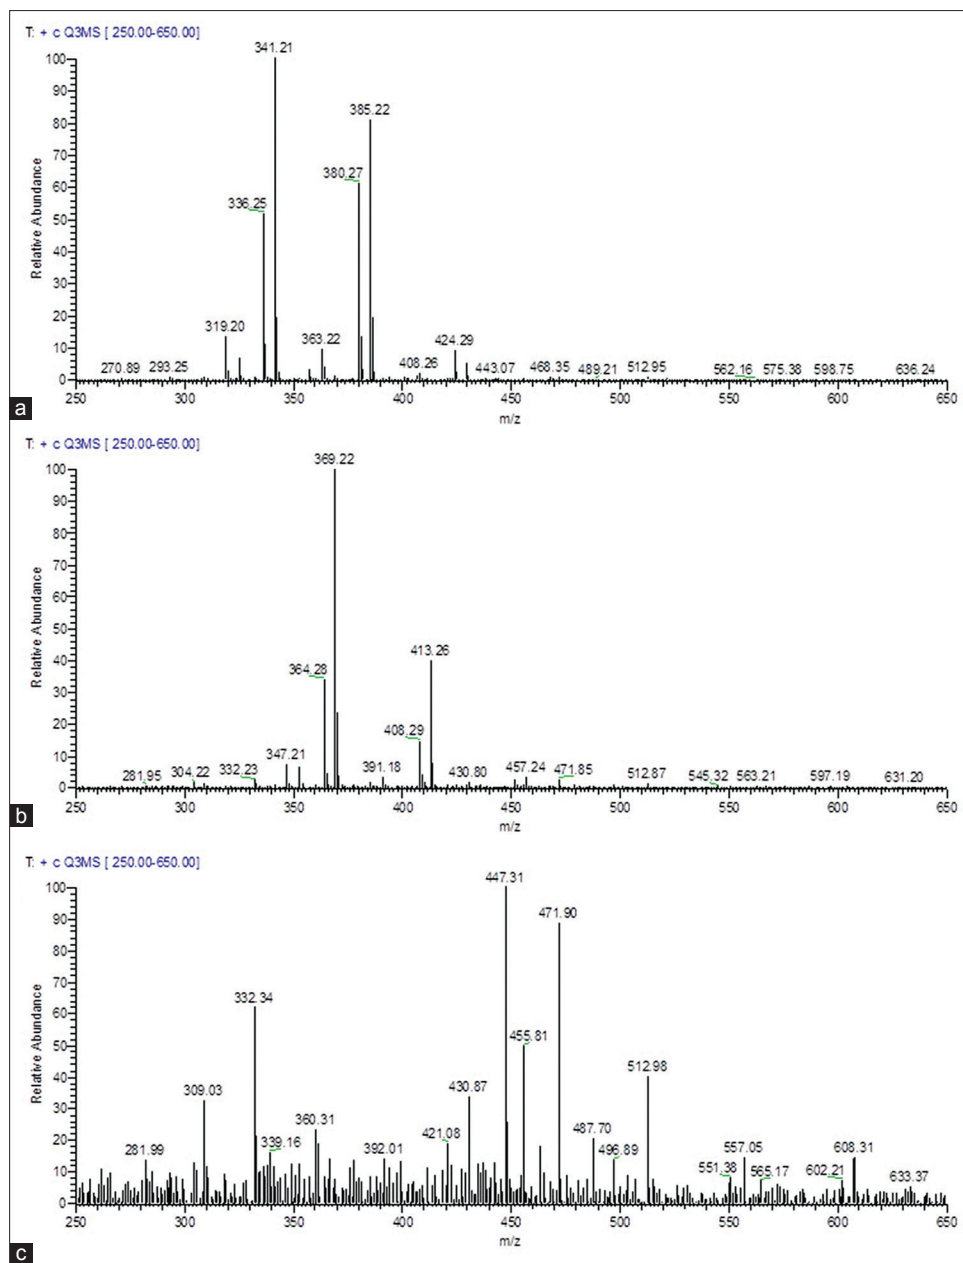 T: + c Q3MS [ 250.00-650.00]
341.21
100
385.22
90
80
70
380.27
60
336.25
50
40
30
20
319.20
363.22
424.29
10
270.89 293.25 408.26 443.07 468.35 489.21 512.95 562.16 575.38 598.75 636.24
0
250 300 350 400 450 500 550 600 650
m/z
Relative Abundance
a
T: + c Q3MS [ 250.00-650.00]
369.22
100
90
80
70
60
50
413.26
40
364.28
30
20
408.29
10
347.21
281.95 304.22 332.23 391.18 430.80 457.24 471.85 512.87 545.32 563.21 597.19 631.20
0
250 300 350 400 450 500 550 600 650
m/z
Relative Abundance
b
T: + c Q3MS [ 250.00-650.00]
447.31
100
471.90
90
80
70
332.34
60
455.81
50
512.98
40
309.03
430.87
30
360.31
487.70
20
281.99 339.16 392.01 421.08 496.89 557.05 608.31
10
551.38 565.17 602.21 633.37
0
250 300 350 400 450 500 550 600 650
m/z
Relative Abundance
c